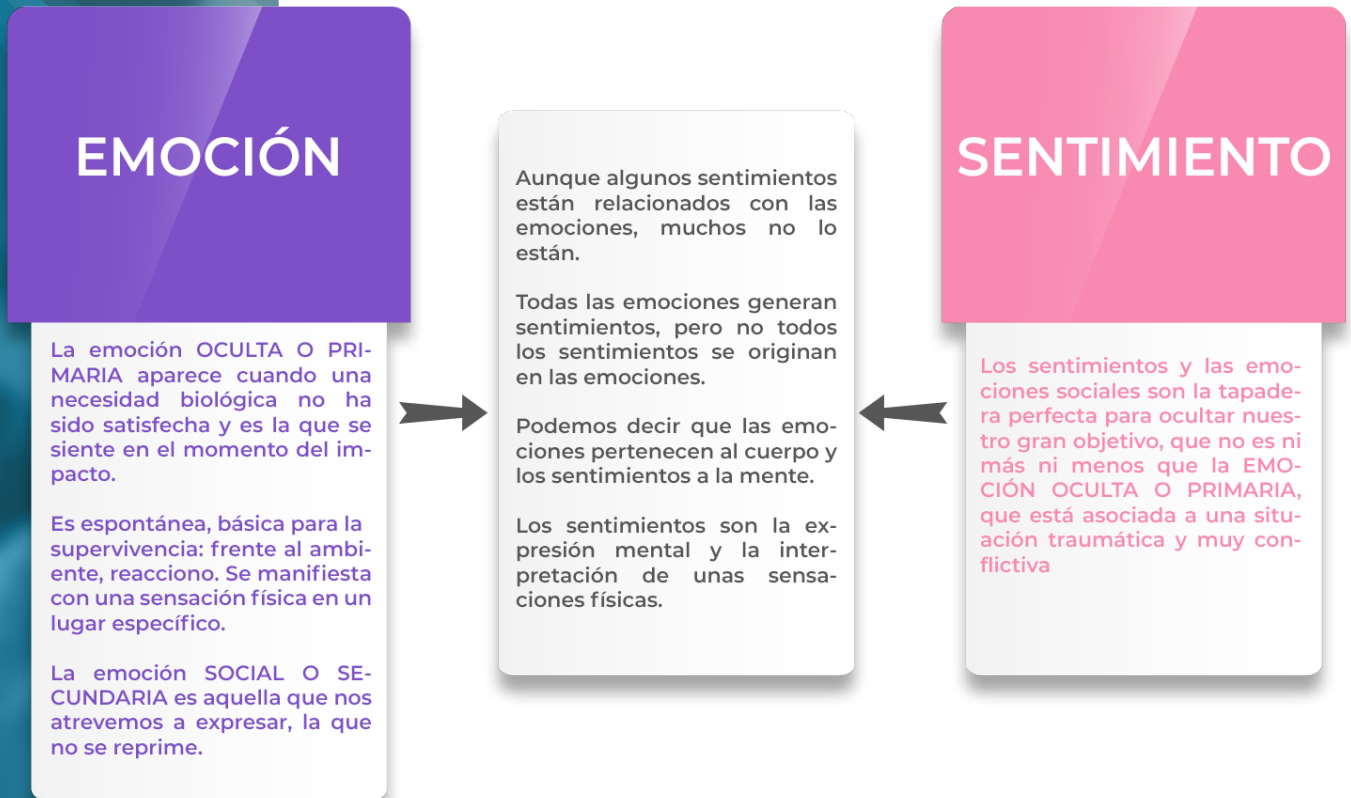 EMOCIÓN
La emoción OCULTA O PRI-
MARIA aparece cuando una
necesidad biológica no ha
sido satisfecha y es la que se
siente en el momento del im-
pacto.
Es espontánea, básica para la
supervivencia: frente al ambi-
ente, reacciono. Se manifiesta
con una sensación física en un
lugar específico.
La emoción SOCIAL O SE-
CUNDARIA es aquella que nos
atrevemos a expresar, la que
no se reprime.
Aunque algunos sentimientos
están relacionados con las
emociones, muchos no lo
están.
Todas las emociones generan
sentimientos, pero no todos
los sentimientos se originan
en las emociones.
Podemos decir que las emo-
ciones pertenecen al cuerpo y
los sentimientos a la mente.
Los sentimientos son la ex-
presión mental y la inter-
pretación de unas sensa-
ciones físicas.
SENTIMIENTO
Los sentimientos y las emo-
ciones sociales son la tapade-
ra perfecta para ocultar nues-
tro gran objetivo, que no es ni
más ni menos que la EMO-
CIÓN OCULTA O PRIMARIA,
que está asociada a una situ-
ación traumática y muy con-
flictiva